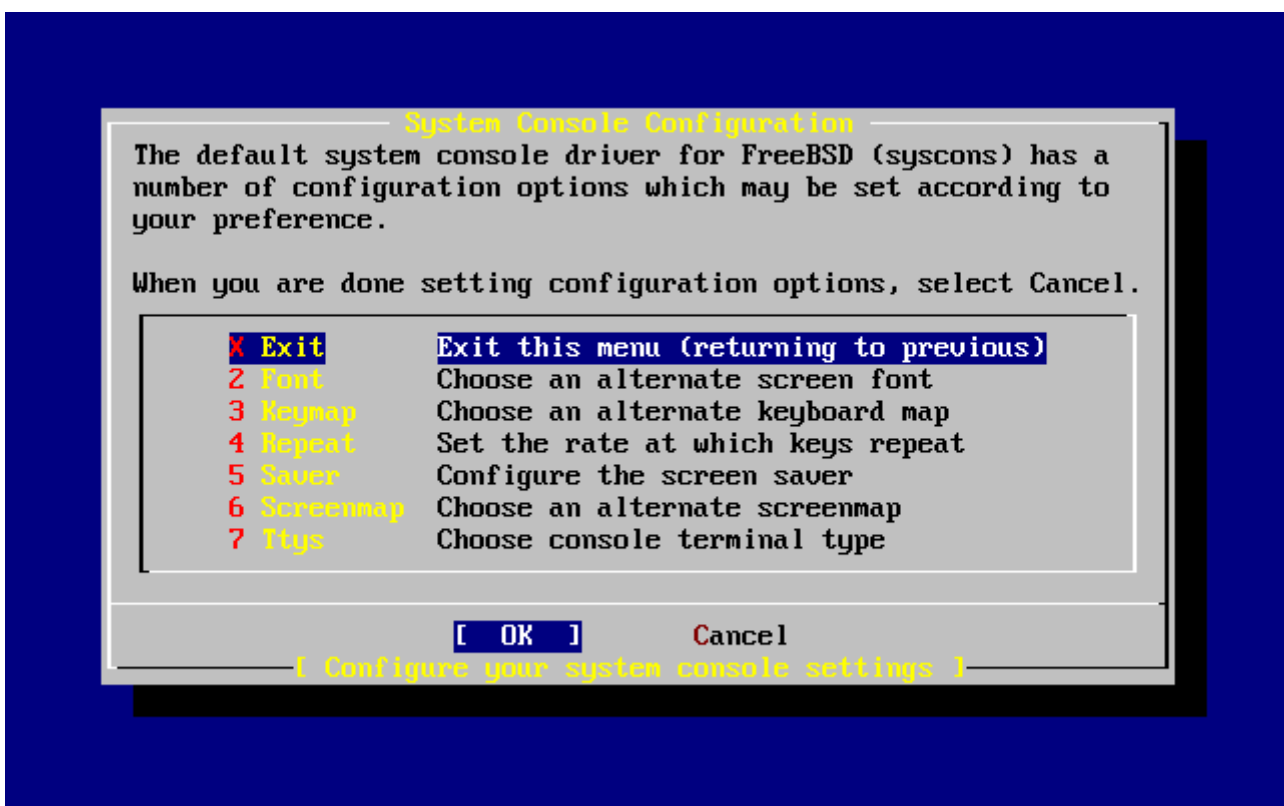 System Console Configuration
The default system console driver for FreeBSD (syscons) has a
number of configuration options which may be set according to
your preference.
When you are done setting configuration options, select Cancel.
X Exit Exit this menu (returning to previous)
2 Font Choose an alternate screen font
3 Keymap Choose an alternate keyboard map
4 Repeat Set the rate at which keys repeat
5 Saver Configure the screen saver
6 Screenmap Choose an alternate screenmap
7 Ttys Choose console terminal type
[ OK ] Cancel
[ Configure your system console settings ]